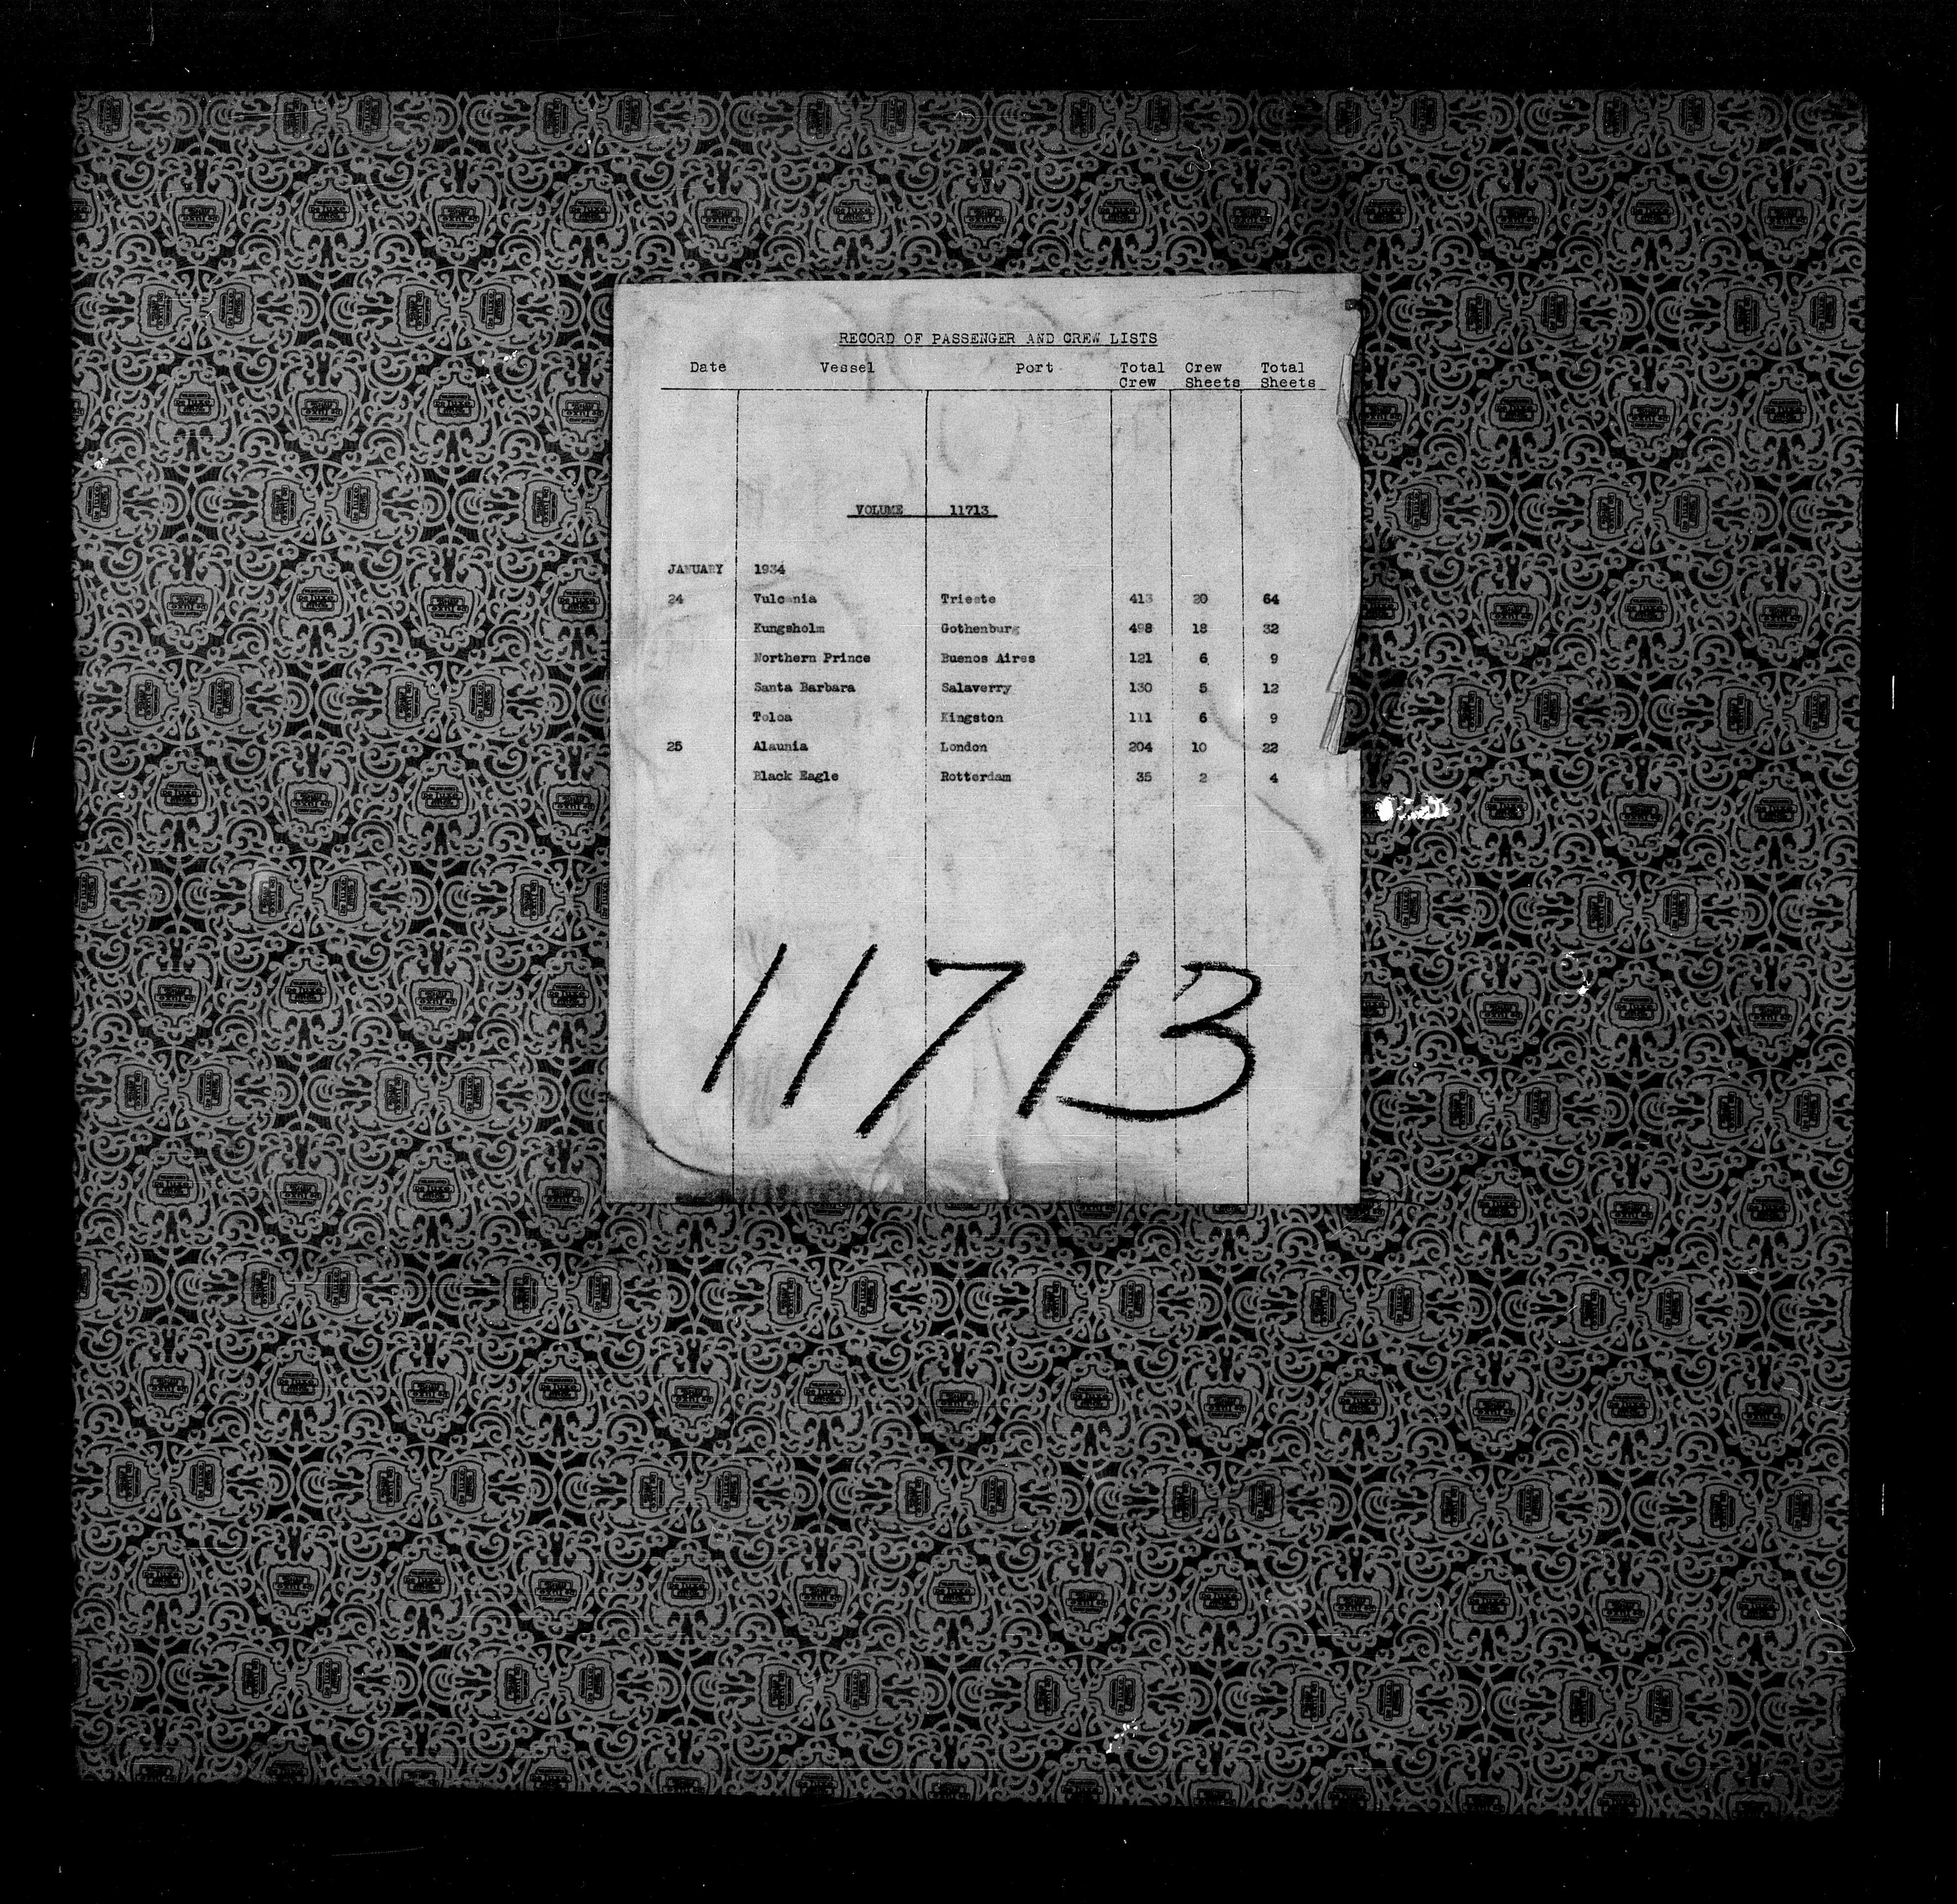 RECORD OF PASSENGER AND CREW LISTS
Date Vessel Port Total Crew Crew Sheets Total Sheets
VOLUME 11713
JANUARY 1934
24 Vulcania Trieste 413 20 64
Kungsholm Gothenburg 498 18 32
Northern Prince Buenos Aires 121 6 9
Santa Barbara Salaverry 130 5 12
Toloa Kingston 111 6 9
25 Alaunia London 204 10 22
Black Eagle Rotterdam 35 2 4
11713